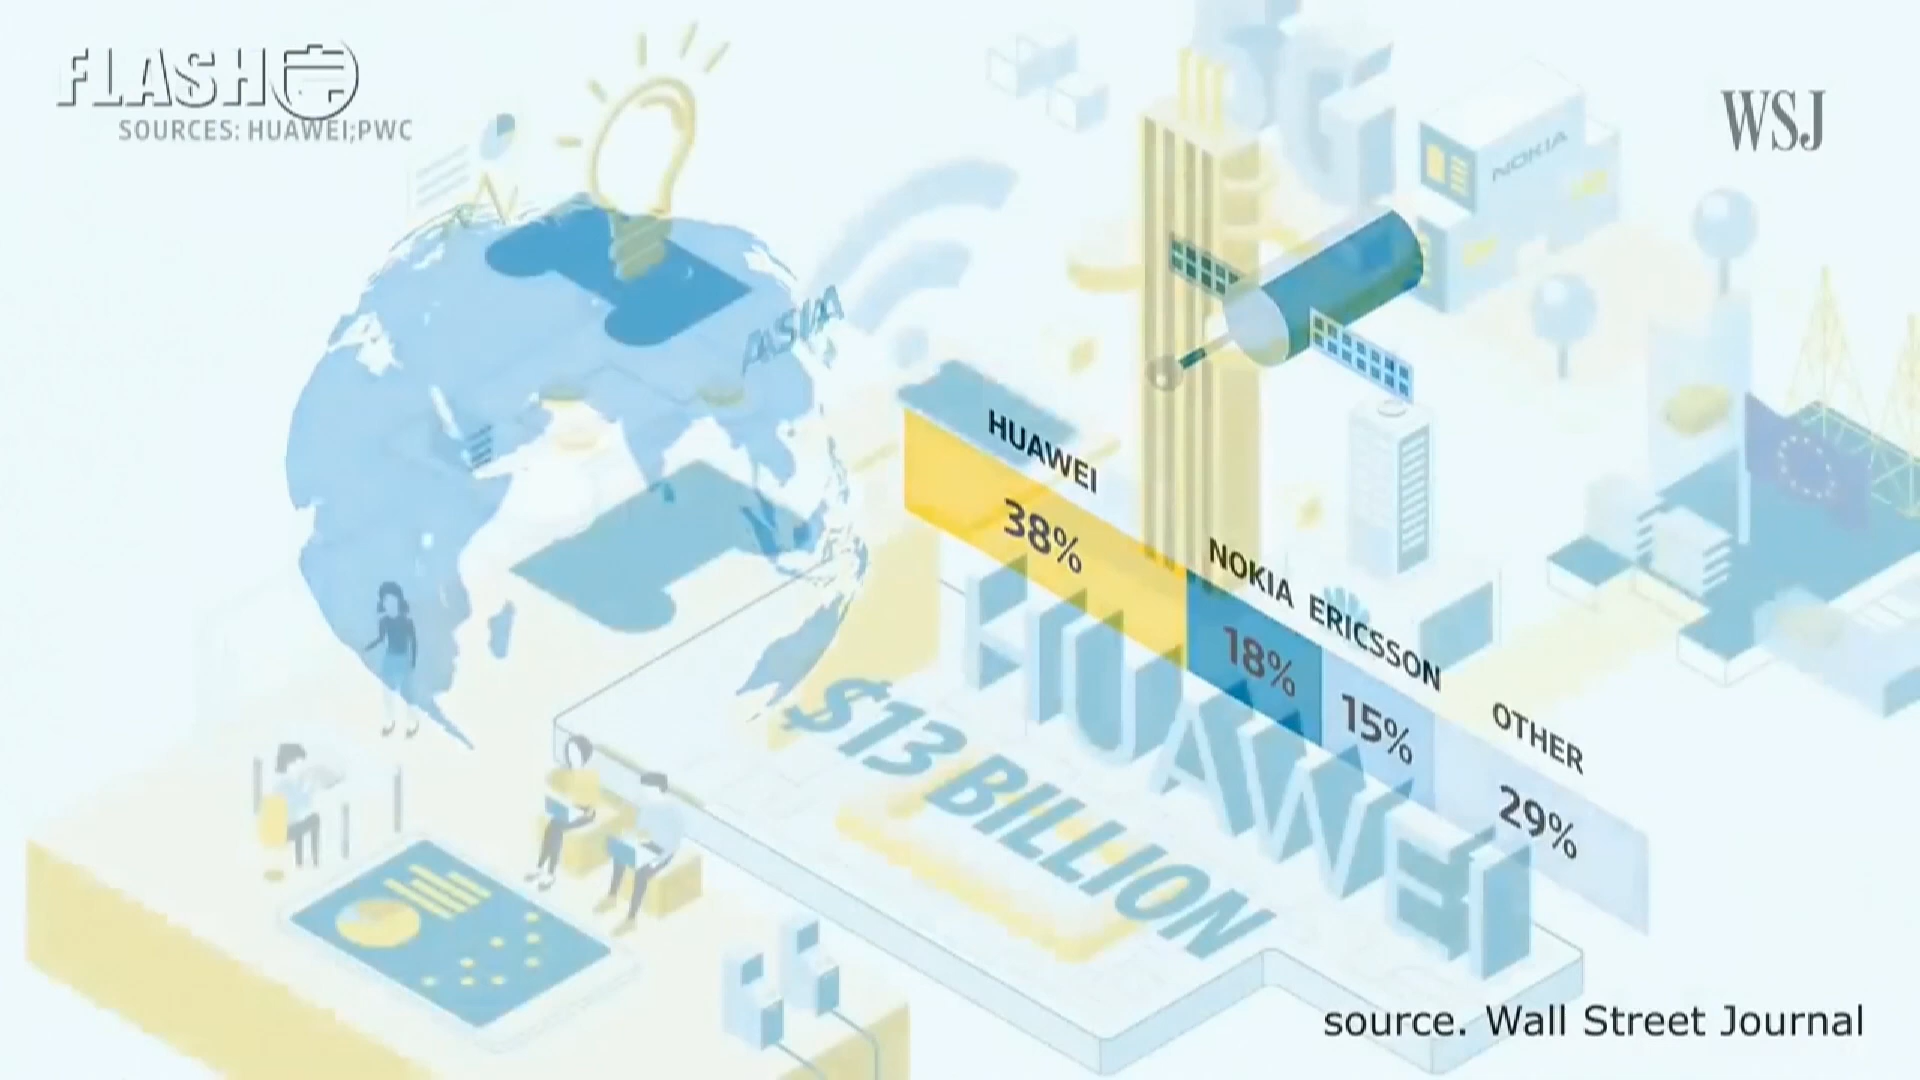 FLASH
SOURCES: HUAWEI;PWC
WSJ
5G
NOKIA
ASIA
HUAWEI
38%
NOKIA
18%
ERICSSON
15%
OTHER
29%
HUAWEI
$13 BILLION
source. Wall Street Journal